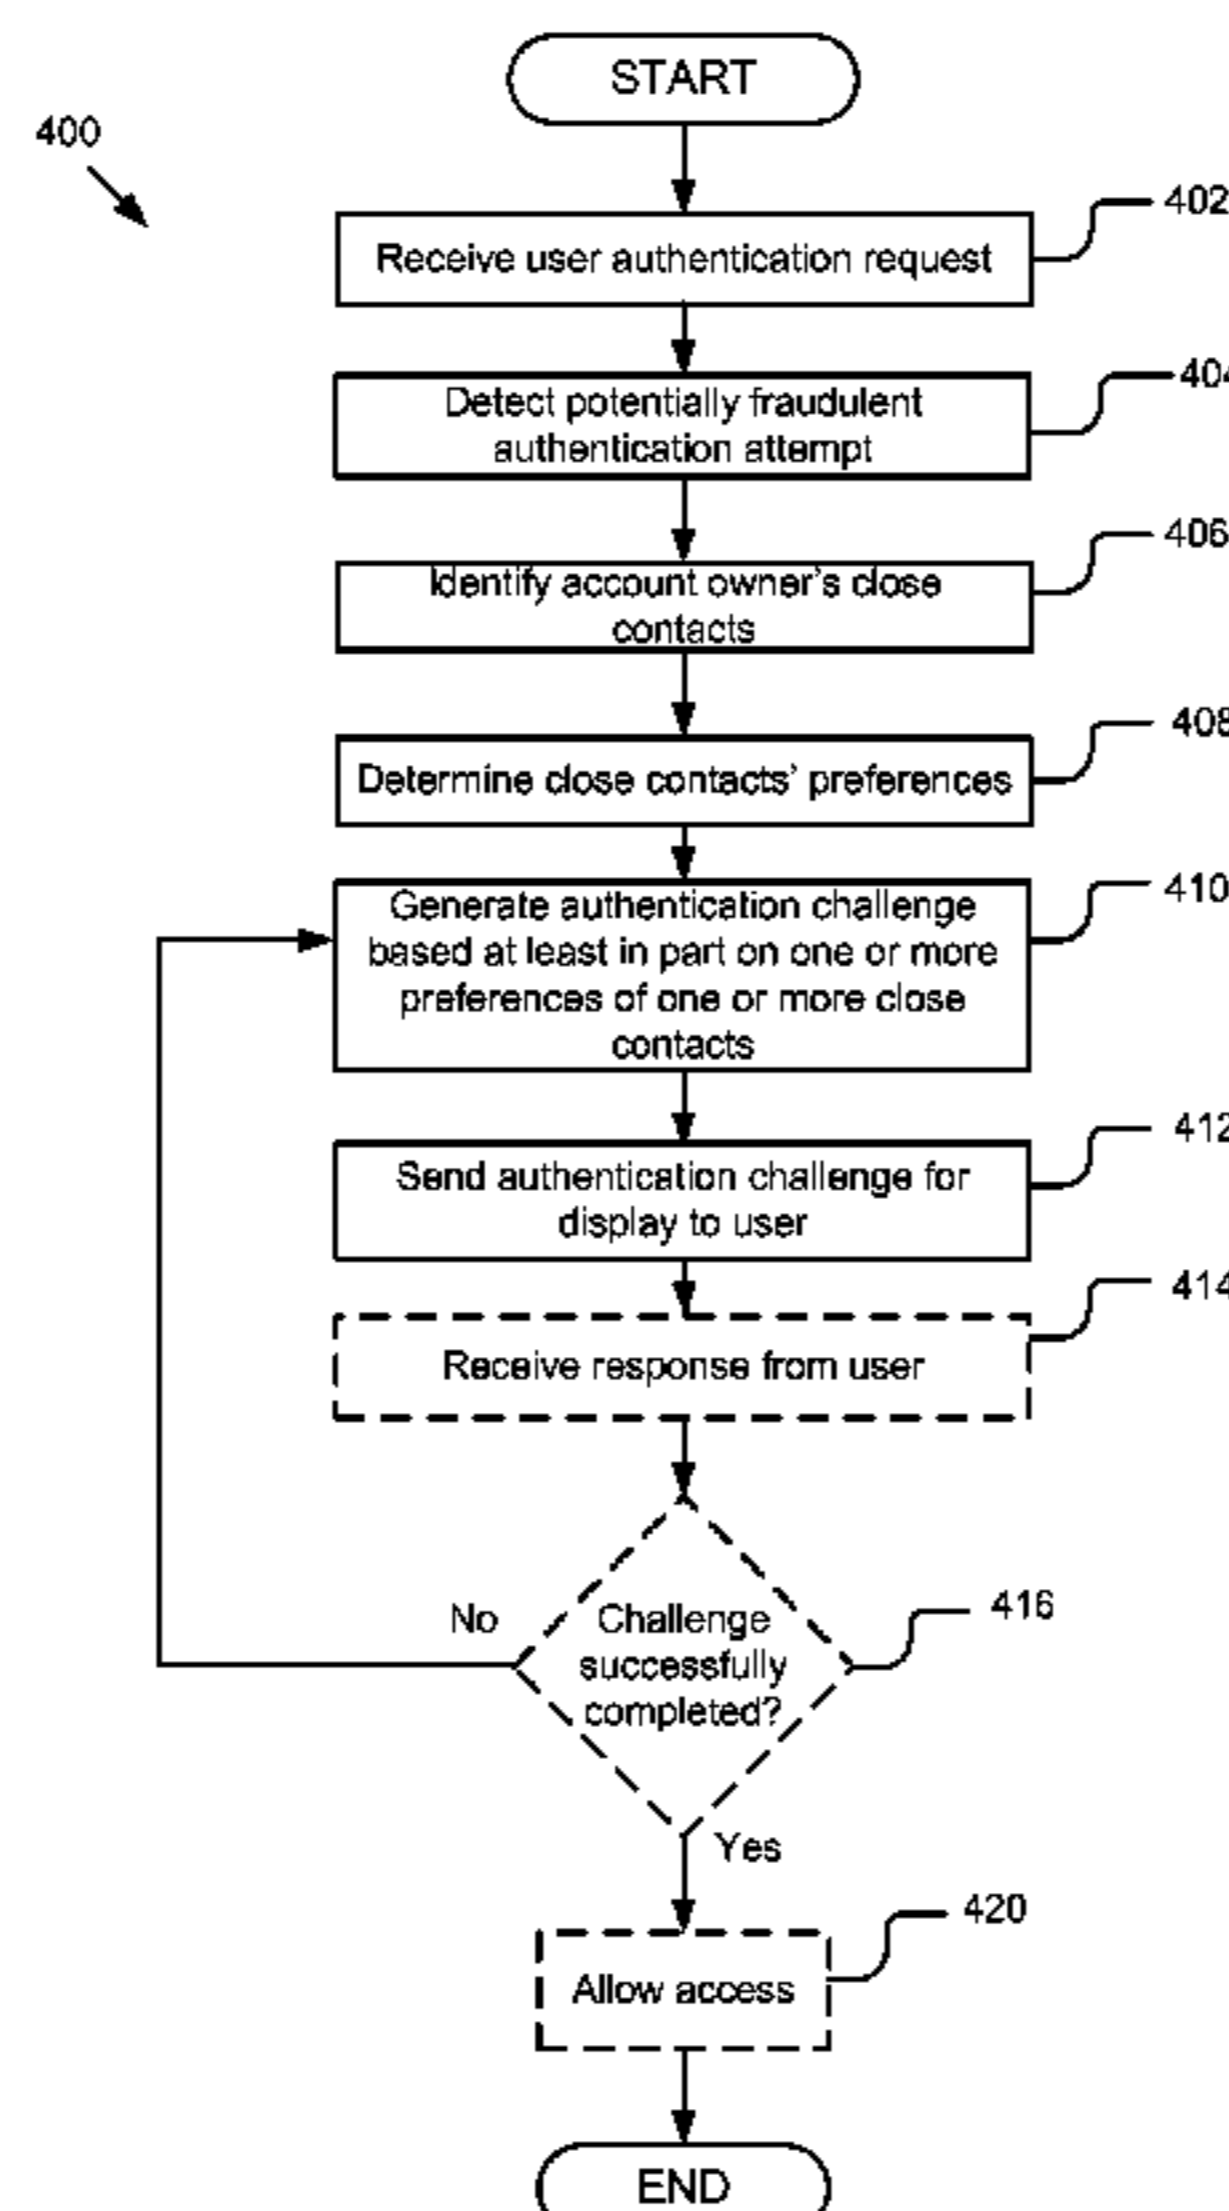 START
400
402
Receive user authentication request
404
Detect potentially fraudulent
authentication attempt
406
Identify account owner's close
contacts
408
Determine close contacts' preferences
410
Generate authentication challenge
based at least in part on one or more
preferences of one or more close
contacts
412
Send authentication challenge for
display to user
414
Receive response from user
416
No
Challenge
successfully
completed?
Yes
420
Allow access
END